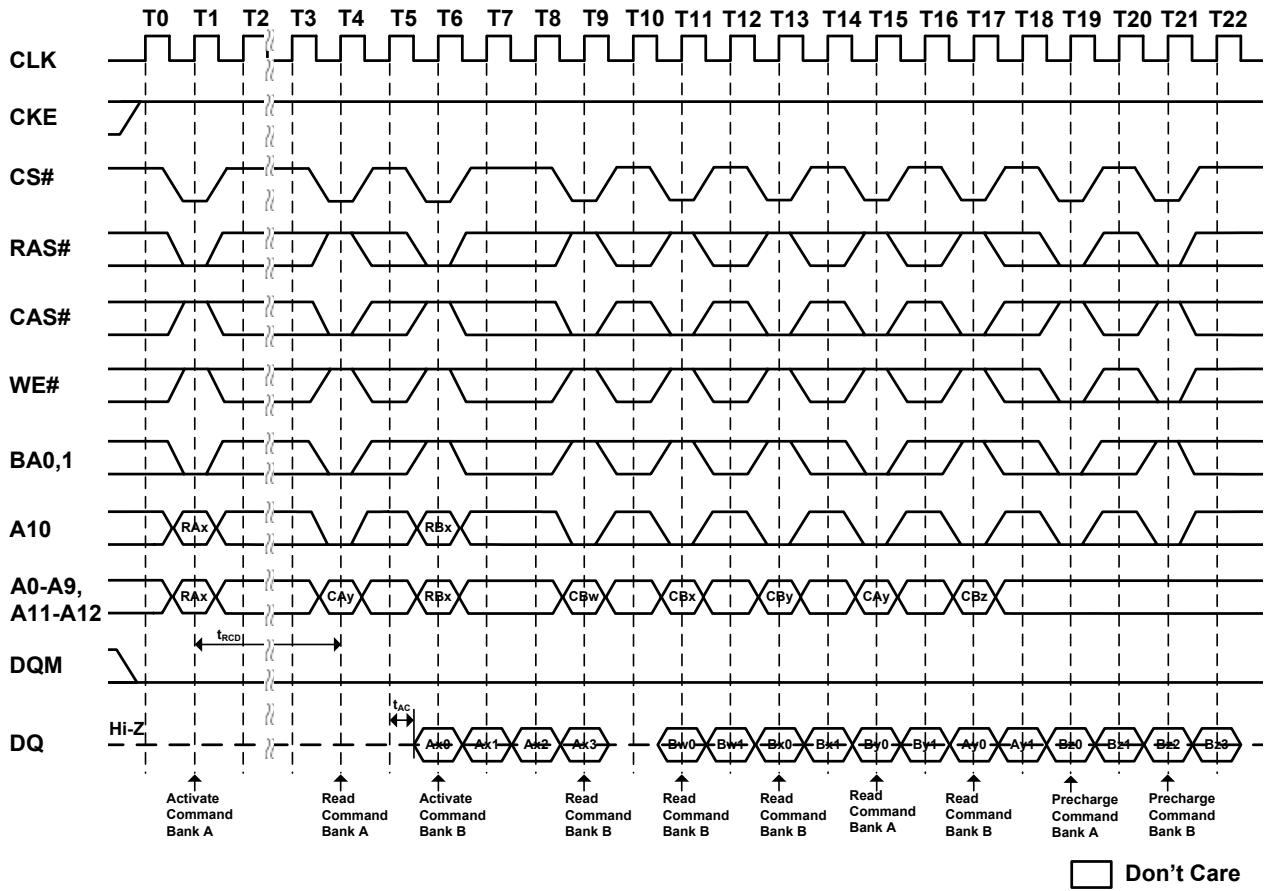 T0 T1 T2 T3 T4 T5 T6 T7 T8 T9 T10 T11 T12 T13 T14 T15 T16 T17 T18 T19 T20 T21 T22
CLK
CKE
CS#
RAS#
CAS#
WE#
BA0,1
A10
RAx RBx
A0-A9,
A11-A12
RAx CAy RBx CBw CBx CBy CAy CBz
tRCD
DQM
tAC
Hi-Z
DQ
Ax0 Ax1 Ax2 Ax3 Bw0 Bw1 Bx0 Bx1 By0 By1 Ay0 Ay1 Bz0 Bz1 Bz2 Bz3
Activate
Command
Bank A
Read
Command
Bank A
Activate
Command
Bank B
Read
Command
Bank B
Read
Command
Bank B
Read
Command
Bank B
Read
Command
Bank A
Read
Command
Bank B
Precharge
Command
Bank A
Precharge
Command
Bank B
Don't Care